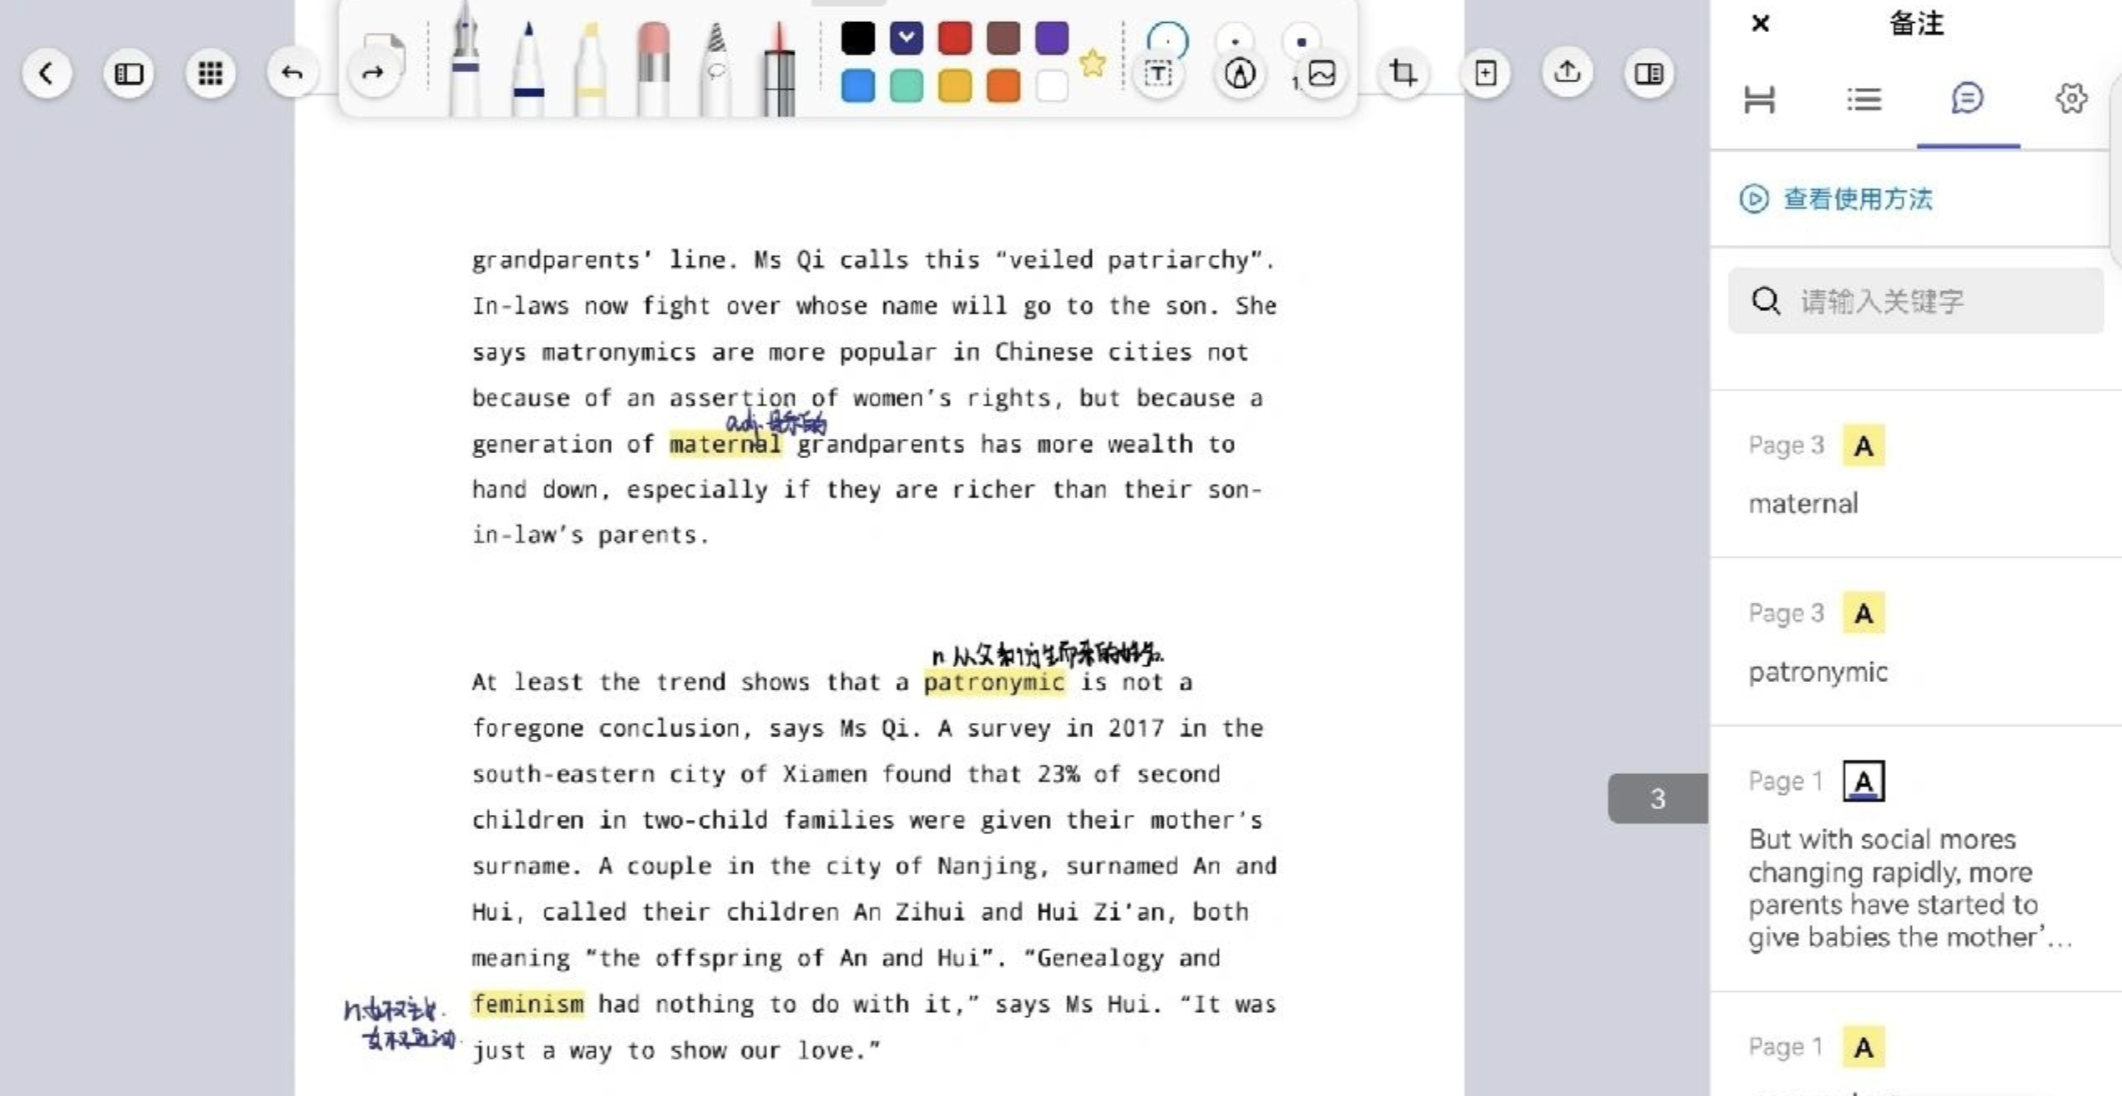 备注
查看使用方法
请输入关键字
grandparents’ line. Ms Qi calls this “veiled patriarchy”.
In-laws now fight over whose name will go to the son. She
says matronymics are more popular in Chinese cities not
because of an assertion of women’s rights, but because a
adj. 母系的
generation of maternal grandparents has more wealth to
hand down, especially if they are richer than their son-
in-law’s parents.
n 从父名衍生而来的姓名
At least the trend shows that a patronymic is not a
foregone conclusion, says Ms Qi. A survey in 2017 in the
south-eastern city of Xiamen found that 23% of second
children in two-child families were given their mother’s
surname. A couple in the city of Nanjing, surnamed An and
Hui, called their children An Zihui and Hui Zi’an, both
meaning “the offspring of An and Hui”. “Genealogy and
n.女权主义.
女权运动.
feminism had nothing to do with it,” says Ms Hui. “It was
just a way to show our love.”
3
Page 3 A
maternal
Page 3 A
patronymic
Page 1 A
But with social mores
changing rapidly, more
parents have started to
give babies the mother’...
Page 1 A